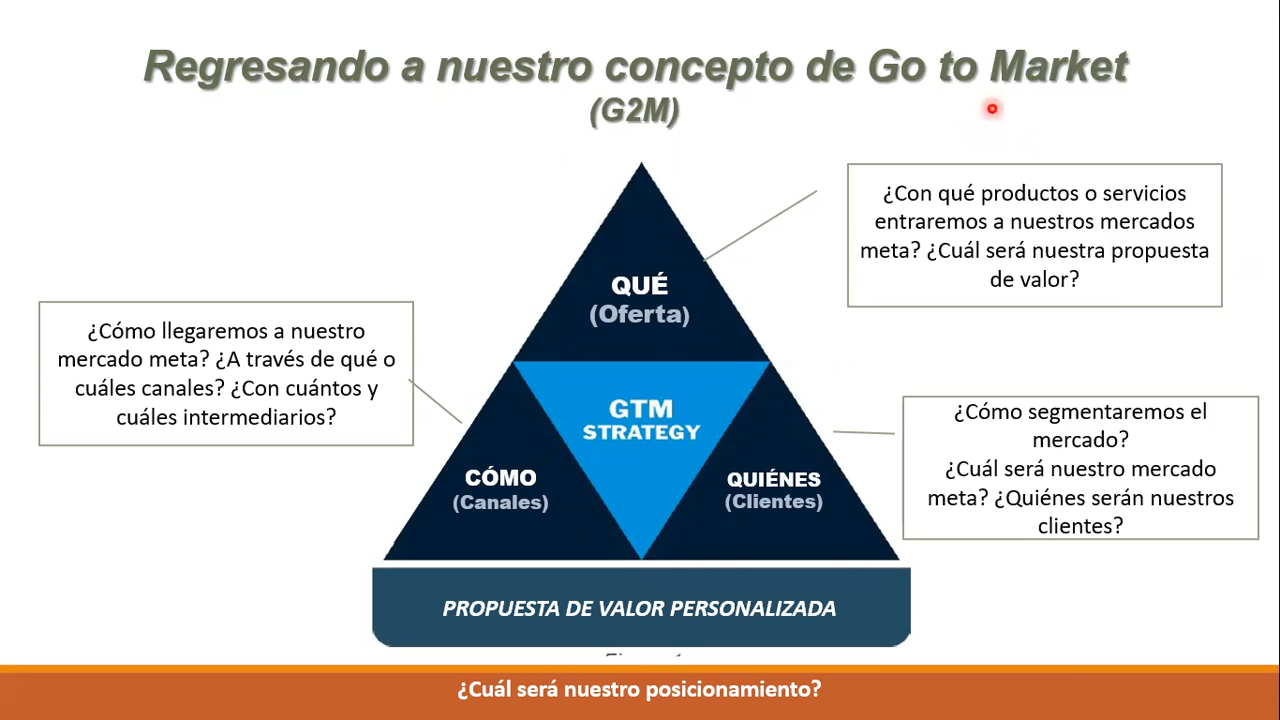 Regresando a nuestro concepto de Go to Market
(G2M)
¿Con qué productos o servicios
entraremos a nuestros mercados
meta? ¿Cuál será nuestra propuesta
de valor?
QUÉ
(Oferta)
¿Cómo llegaremos a nuestro
mercado meta? ¿A través de qué o
cuáles canales? ¿Con cuántos y
cuáles intermediarios?
GTM
STRATEGY
¿Cómo segmentaremos el
mercado?
¿Cuál será nuestro mercado
meta? ¿Quiénes serán nuestros
clientes?
CÓMO
(Canales)
QUIÉNES
(Clientes)
PROPUESTA DE VALOR PERSONALIZADA
¿Cuál será nuestro posicionamiento?